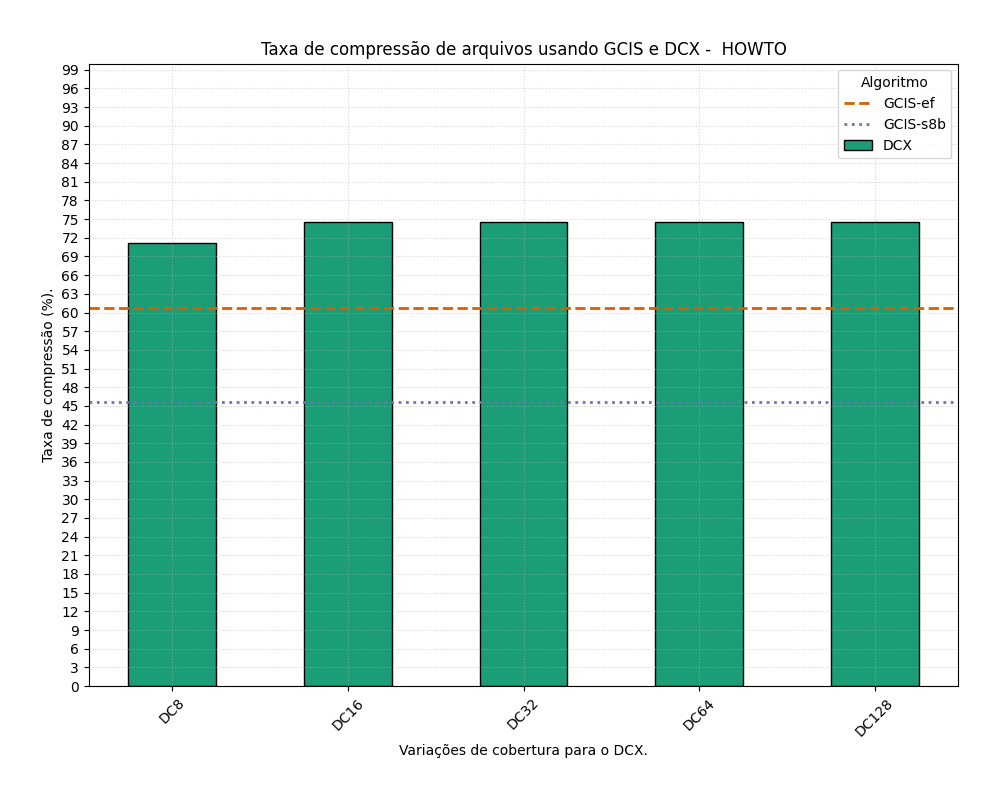 Taxa de compressão de arquivos usando GCIS e DCX -  HOWTO
Taxa de compressão (%).
99
96
93
90
87
84
81
78
75
72
69
66
63
60
57
54
51
48
45
42
39
36
33
30
27
24
21
18
15
12
9
6
3
0
Algoritmo
GCIS-ef
GCIS-s8b
DCX
DC8
DC16
DC32
DC64
DC128
Variações de cobertura para o DCX.